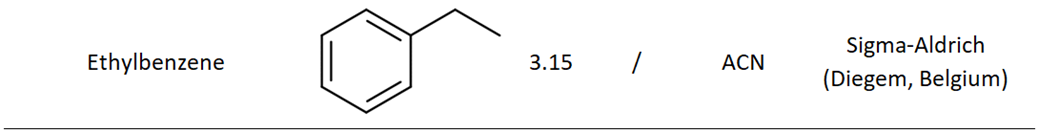 Ethylbenzene 3.15 / ACN Sigma-Aldrich
(Diegem, Belgium)